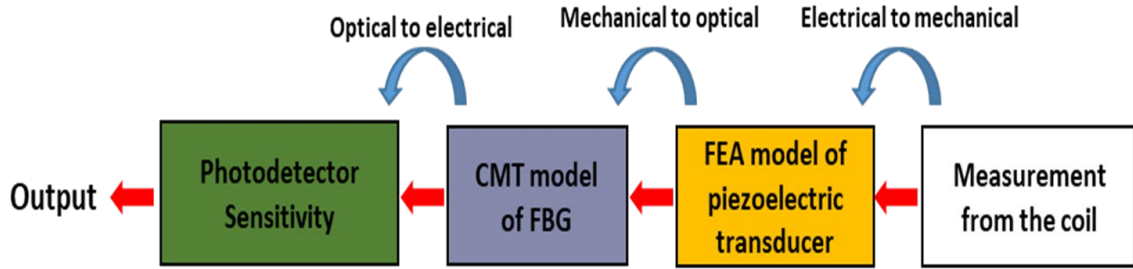 Optical to electrical
Mechanical to optical
Electrical to mechanical
Output
Photodetector
Sensitivity
CMT model
of FBG
FEA model of
piezoelectric
transducer
Measurement
from the coil